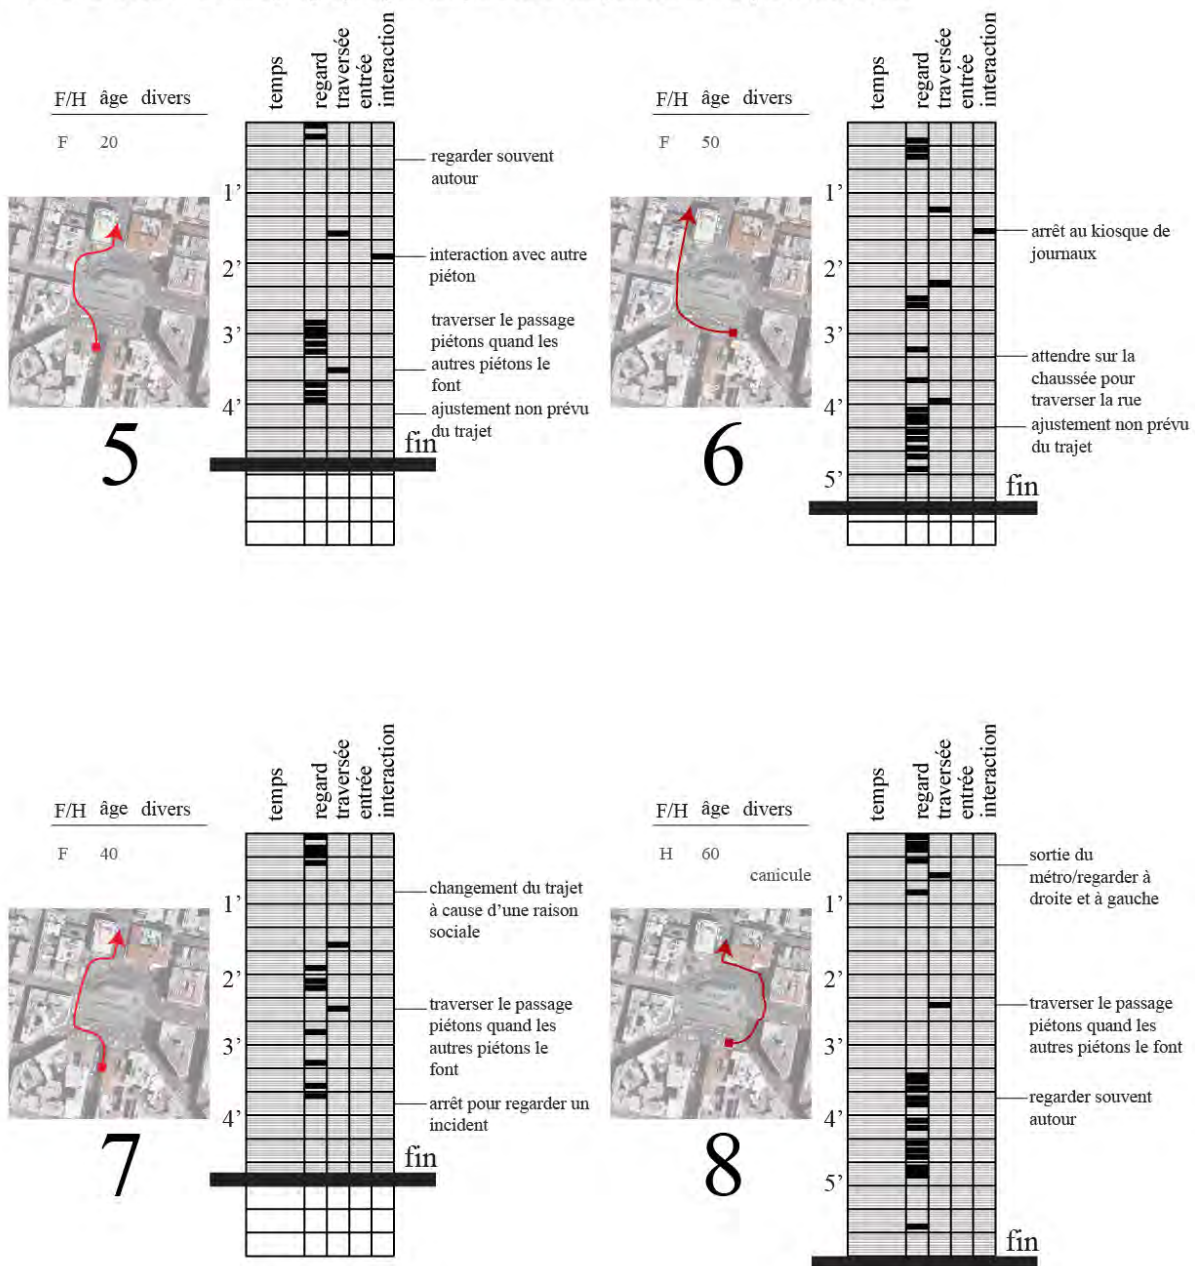 temps
regard
traversée
entrée
interaction
F/H âge divers
F 20
1’
2’
3’
4’
regarder souvent
autour
interaction avec autre
piéton
traverser le passage
piétons quand les
autres piétons le
font
ajustement non prévu
du trajet
fin
5
temps
regard
traversée
entrée
interaction
F/H âge divers
F 50
1’
2’
3’
4’
5’
arrêt au kiosque de
journaux
attendre sur la
chaussée pour
traverser la rue
ajustement non prévu
du trajet
fin
6
temps
regard
traversée
entrée
interaction
F/H âge divers
F 40
1’
2’
3’
4’
changement du trajet
à cause d’une raison
sociale
traverser le passage
piétons quand les
autres piétons le
font
arrêt pour regarder un
incident
fin
7
temps
regard
traversée
entrée
interaction
F/H âge divers
H 60
canicule
1’
2’
3’
4’
5’
sortie du
métro/regarder à
droite et à gauche
traverser le passage
piétons quand les
autres piétons le font
regarder souvent
autour
fin
8